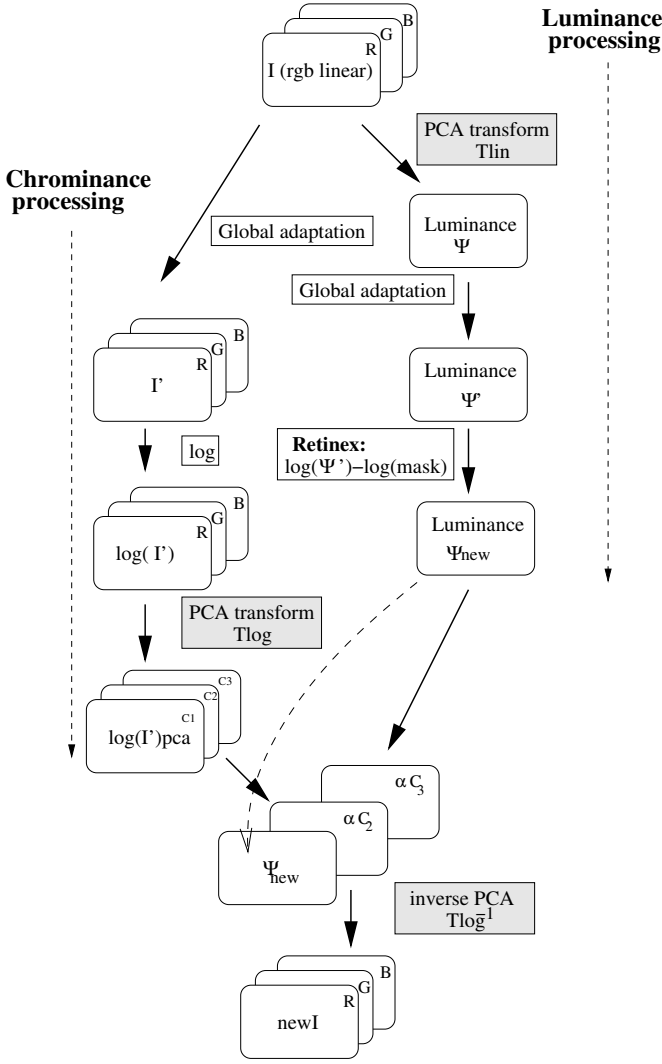 Luminance
processing
B
G
R
I (rgb linear)
PCA transform
Tlin
Chrominance
processing
Luminance
Ψ
Global adaptation
Global adaptation
B
G
R
I'
Luminance
Ψ'
log
Retinex:
log(Ψ')−log(mask)
B
G
R
log( I')
Luminance
Ψnew
PCA transform
Tlog
C3
C2
C1
log(I')pca
α C3
α C2
Ψnew
inverse PCA
Tlog-1
B
G
R
newI